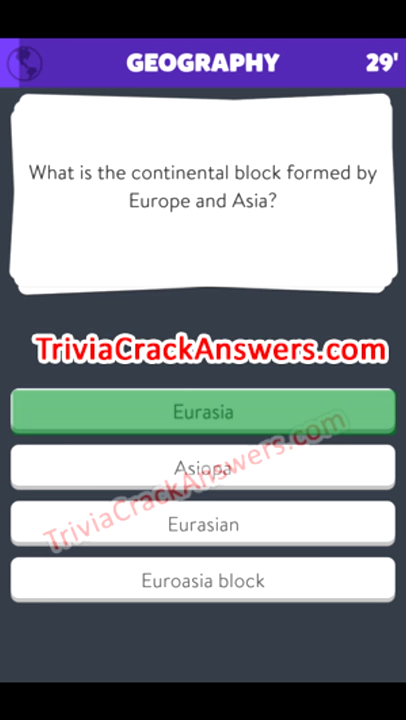 GEOGRAPHY 29'
What is the continental block formed by
Europe and Asia?
TriviaCrackAnswers.com
Eurasia
Asiopa
TriviaCrackAnswers.com
Eurasian
Euroasia block